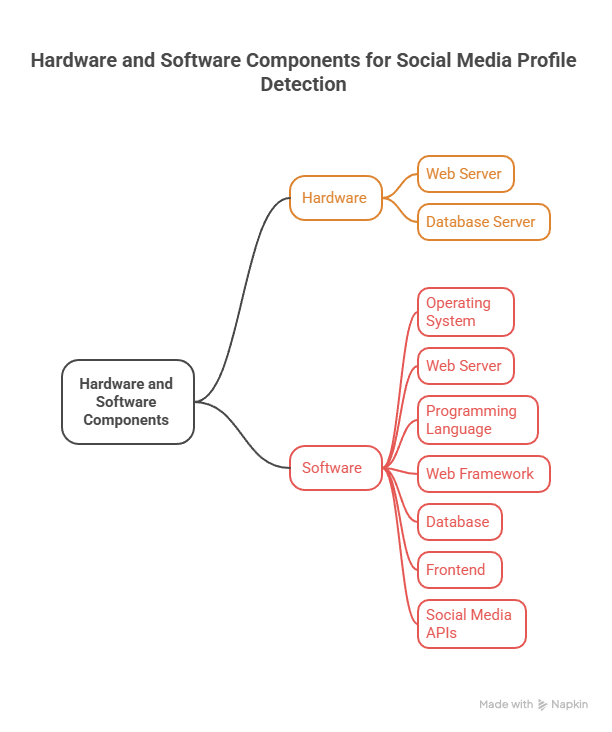 Hardware and Software Components for Social Media Profile
Detection
Hardware
Web Server
Database Server
Hardware and
Software
Components
Software
Operating
System
Web Server
Programming
Language
Web Framework
Database
Frontend
Social Media
APIs
Made with Napkin